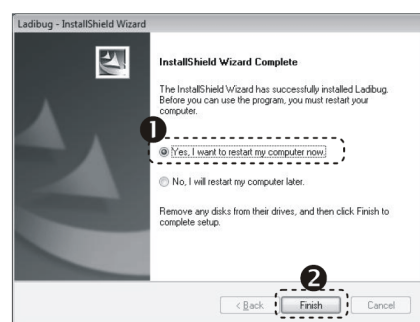 Ladibug - InstallShield Wizard
InstallShield Wizard Complete
The InstallShield Wizard has successfully installed Ladibug.
Before you can use the program, you must restart your
computer.
1
Yes, I want to restart my computer now.
No, I will restart my computer later.
Remove any disks from their drives, and then click Finish to
complete setup.
2
< Back Finish Cancel